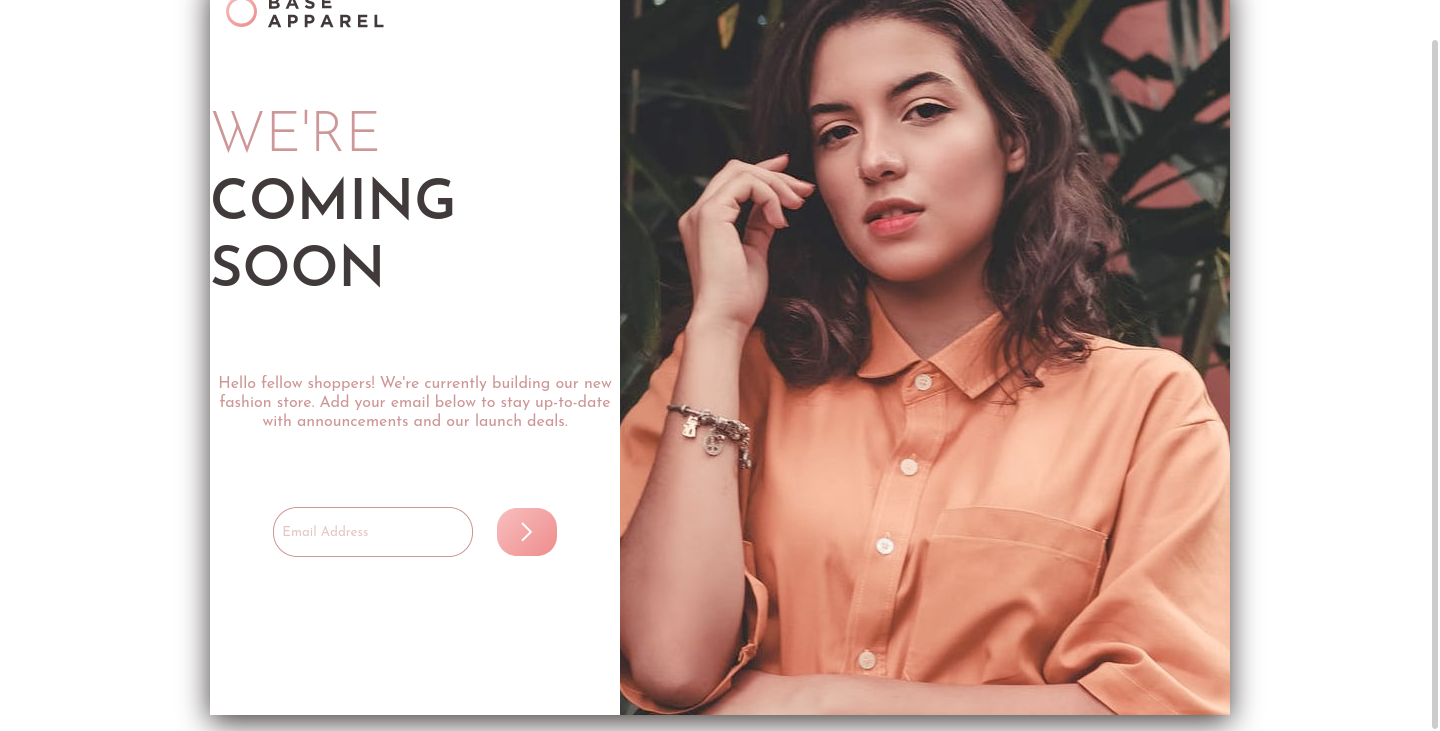 BASE
APPAREL
WE'RE
COMING
SOON
Hello fellow shoppers! We're currently building our new
fashion store. Add your email below to stay up-to-date
with announcements and our launch deals.
Email Address